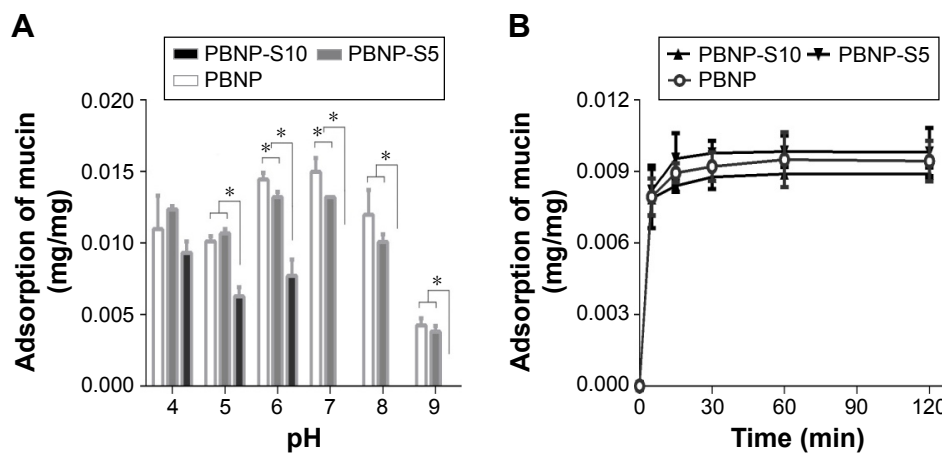 A
PBNP-S10 PBNP-S5
PBNP
Adsorption of mucin
(mg/mg)
0.020
0.015
0.010
0.005
0.000
* * * * * * *
4 5 6 7 8 9
pH
B
PBNP-S10 PBNP-S5
PBNP
Adsorption of mucin
(mg/mg)
0.012
0.009
0.006
0.003
0.000
0 30 60 90 120
Time (min)